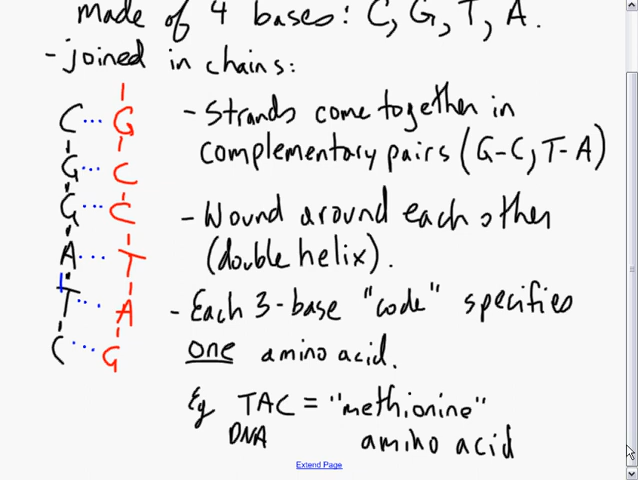 made of 4 bases: C, G, T, A.
- joined in chains:
C ... G
G ... C
G ... C
A ... T
T ... A
C ... G
- Strands come together in
complementary pairs (G-C, T-A)
- Wound around each other
(double helix).
- Each 3-base "code" specifies
one amino acid.
Eg TAC = "methionine"
DNA amino acid
Extend Page